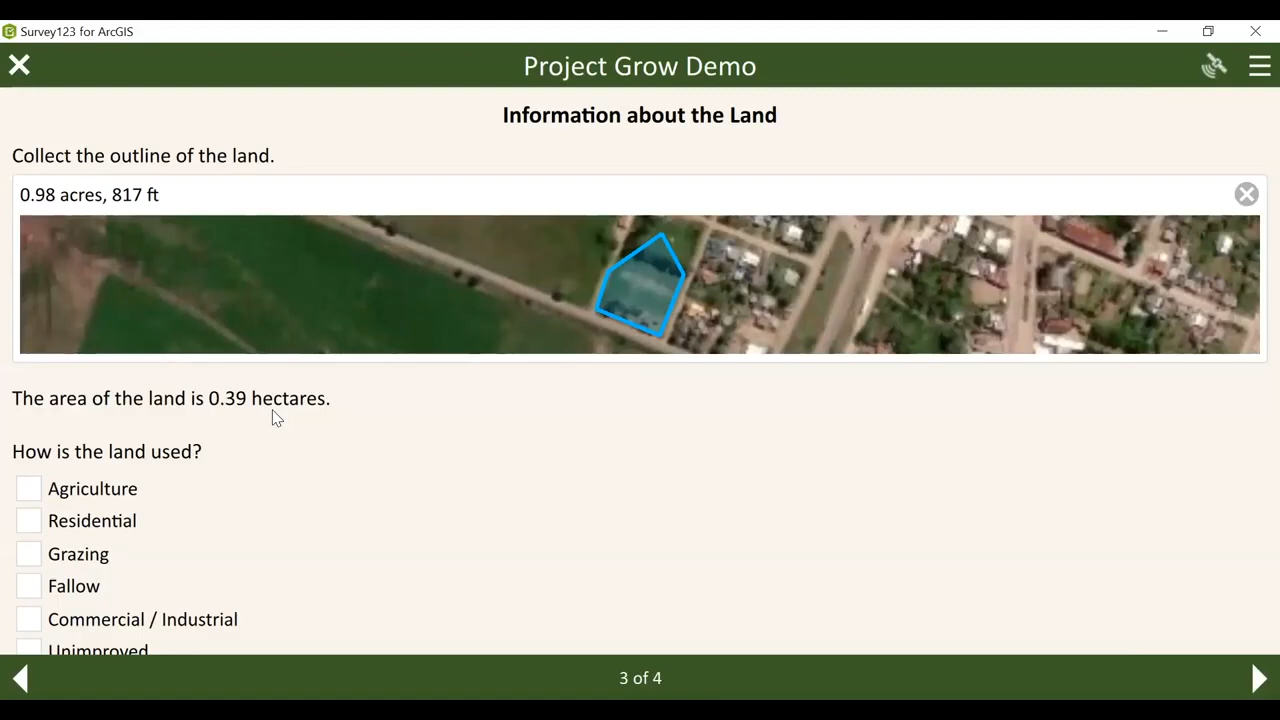 Survey123 for ArcGIS
Project Grow Demo
Information about the Land
Collect the outline of the land.
0.98 acres, 817 ft
The area of the land is 0.39 hectares.
How is the land used?
Agriculture
Residential
Grazing
Fallow
Commercial / Industrial
Unimproved
3 of 4